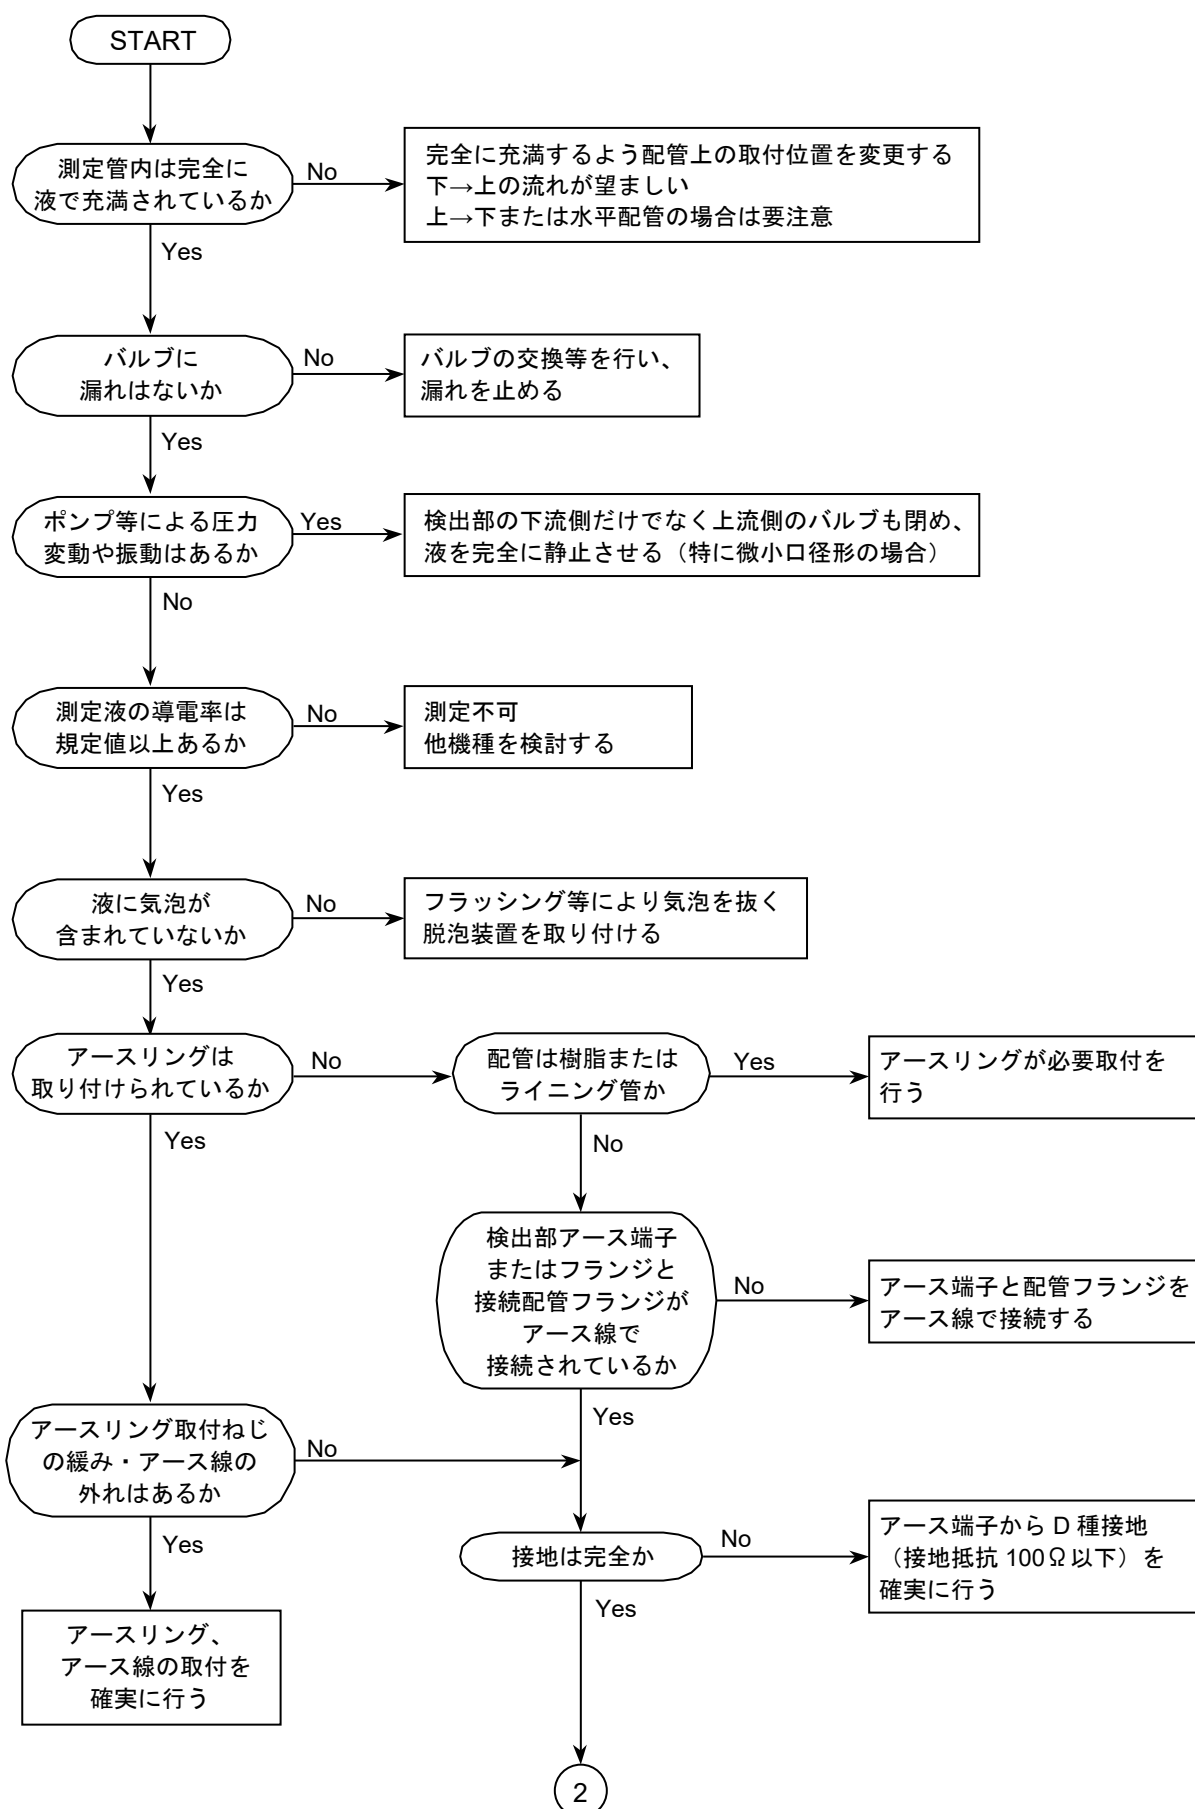 START
測定管内は完全に
液で充満されているか
No
完全に充満するよう配管上の取付位置を変更する
下→上の流れが望ましい
上→下または水平配管の場合は要注意
Yes
バルブに
漏れはないか
No
バルブの交換等を行い、
漏れを止める
Yes
ポンプ等による圧力
変動や振動はあるか
Yes
検出部の下流側だけでなく上流側のバルブも閉め、
液を完全に静止させる（特に微小口径形の場合）
No
測定液の導電率は
規定値以上あるか
No
測定不可
他機種を検討する
Yes
液に気泡が
含まれていないか
No
フラッシング等により気泡を抜く
脱泡装置を取り付ける
Yes
アースリングは
取り付けられているか
No
配管は樹脂または
ライニング管か
Yes
アースリングが必要取付を
行う
Yes
No
検出部アース端子
またはフランジと
接続配管フランジが
アース線で
接続されているか
No
アース端子と配管フランジを
アース線で接続する
Yes
アースリング取付ねじ
の緩み・アース線の
外れはあるか
No
Yes
接地は完全か
No
アース端子から D 種接地
（接地抵抗 100Ω以下）を
確実に行う
Yes
アースリング、
アース線の取付を
確実に行う
2